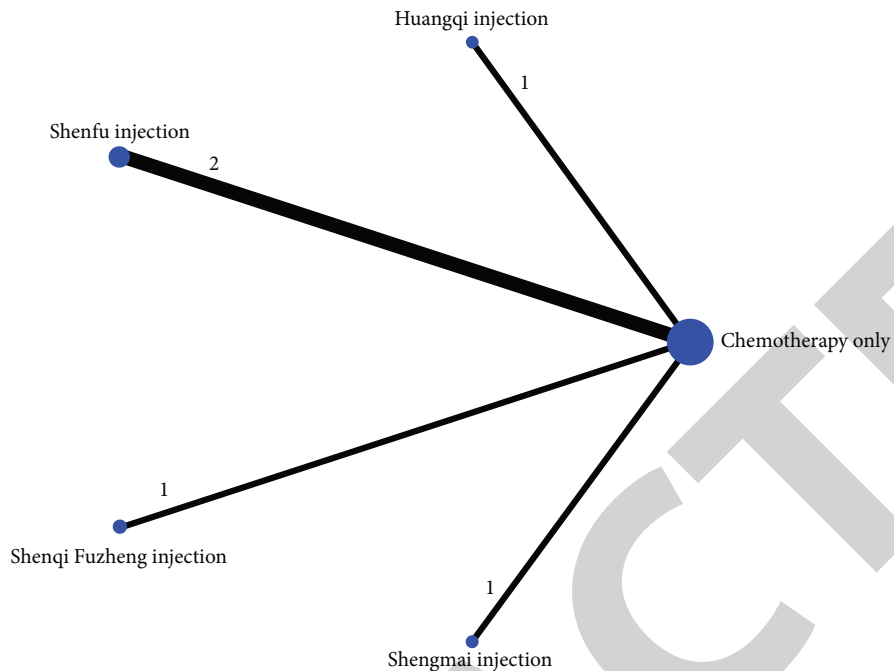 Huangqi injection
1
Shenfu injection
2
Chemotherapy only
1
Shenqi Fuzheng injection
1
Shengmai injection